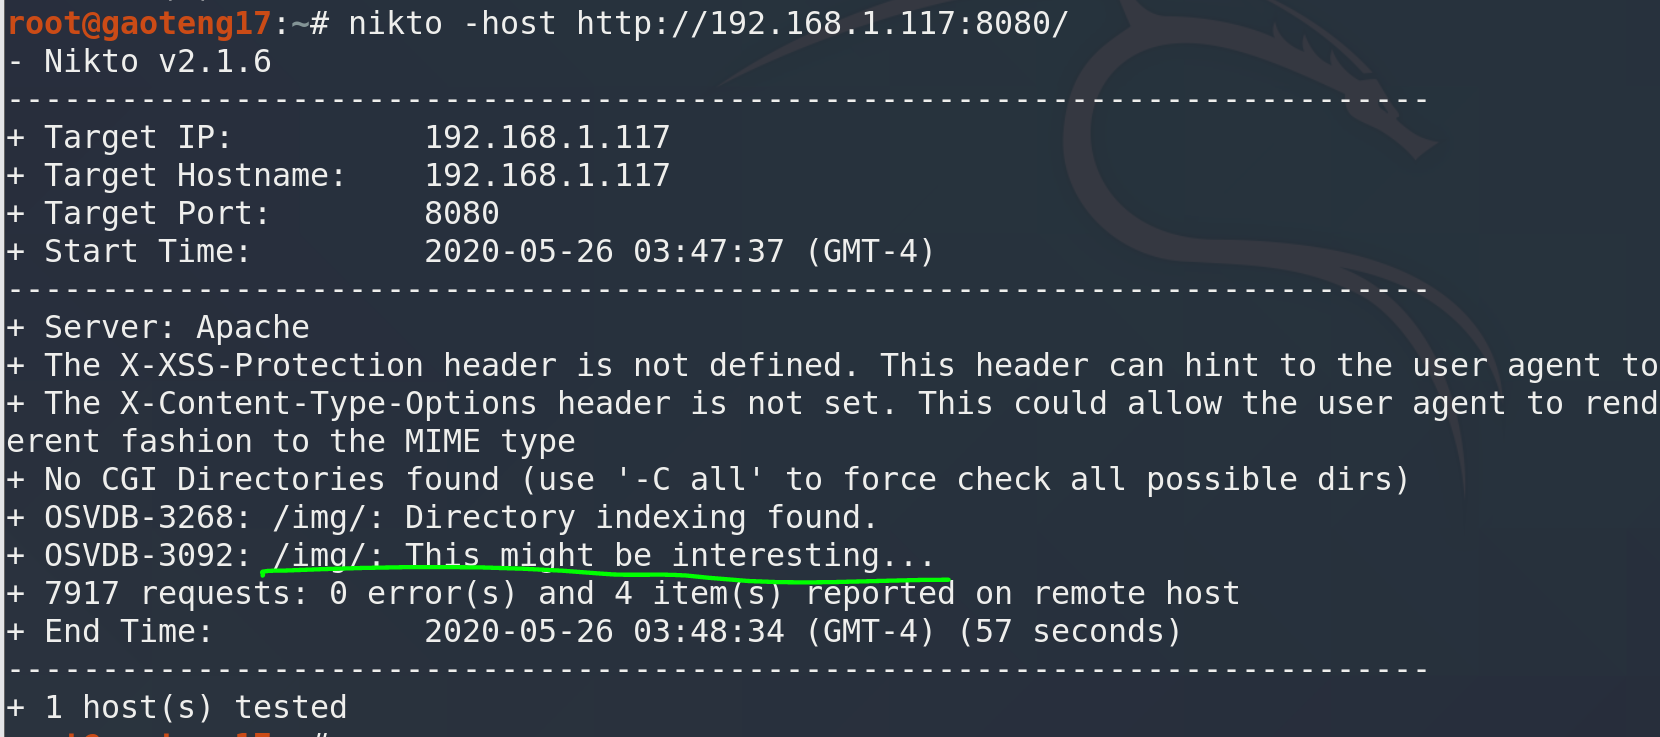 root@gaoteng17:~# nikto -host http://192.168.1.117:8080/
- Nikto v2.1.6
---------------------------------------------------------------------------
+ Target IP:          192.168.1.117
+ Target Hostname:    192.168.1.117
+ Target Port:        8080
+ Start Time:         2020-05-26 03:47:37 (GMT-4)
---------------------------------------------------------------------------
+ Server: Apache
+ The X-XSS-Protection header is not defined. This header can hint to the user agent to
+ The X-Content-Type-Options header is not set. This could allow the user agent to rend
erent fashion to the MIME type
+ No CGI Directories found (use '-C all' to force check all possible dirs)
+ OSVDB-3268: /img/: Directory indexing found.
+ OSVDB-3092: /img/: This might be interesting...
+ 7917 requests: 0 error(s) and 4 item(s) reported on remote host
+ End Time:           2020-05-26 03:48:34 (GMT-4) (57 seconds)
---------------------------------------------------------------------------
+ 1 host(s) tested